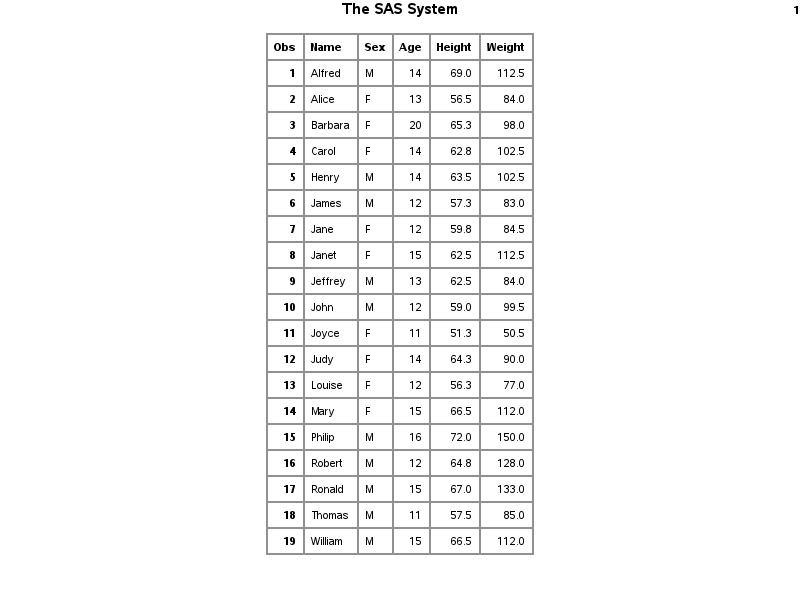 The SAS System 1
Obs Name Sex Age Height Weight
1 Alfred M 14 69.0 112.5
2 Alice F 13 56.5 84.0
3 Barbara F 20 65.3 98.0
4 Carol F 14 62.8 102.5
5 Henry M 14 63.5 102.5
6 James M 12 57.3 83.0
7 Jane F 12 59.8 84.5
8 Janet F 15 62.5 112.5
9 Jeffrey M 13 62.5 84.0
10 John M 12 59.0 99.5
11 Joyce F 11 51.3 50.5
12 Judy F 14 64.3 90.0
13 Louise F 12 56.3 77.0
14 Mary F 15 66.5 112.0
15 Philip M 16 72.0 150.0
16 Robert M 12 64.8 128.0
17 Ronald M 15 67.0 133.0
18 Thomas M 11 57.5 85.0
19 William M 15 66.5 112.0